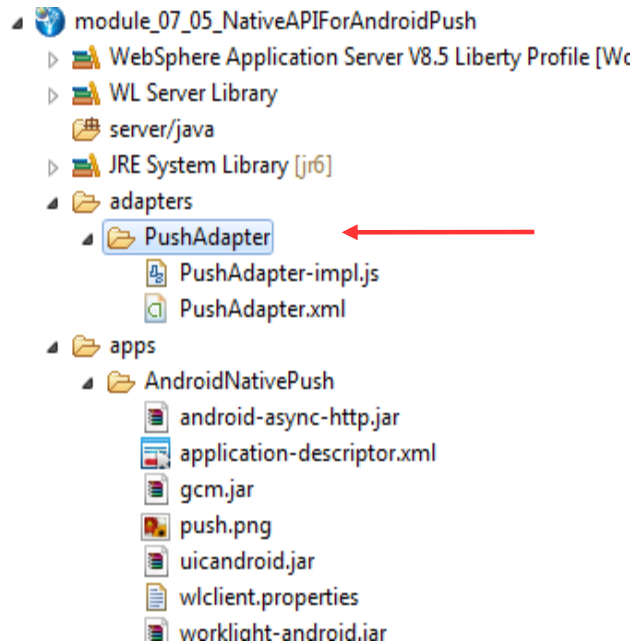 module_07_05_NativeAPIForAndroidPush
WebSphere Application Server V8.5 Liberty Profile [Wo
WL Server Library
server/java
JRE System Library [jr6]
adapters
PushAdapter
PushAdapter-impl.js
PushAdapter.xml
apps
AndroidNativePush
android-async-http.jar
application-descriptor.xml
gcm.jar
push.png
uicandroid.jar
wlclient.properties
worklight-android.jar